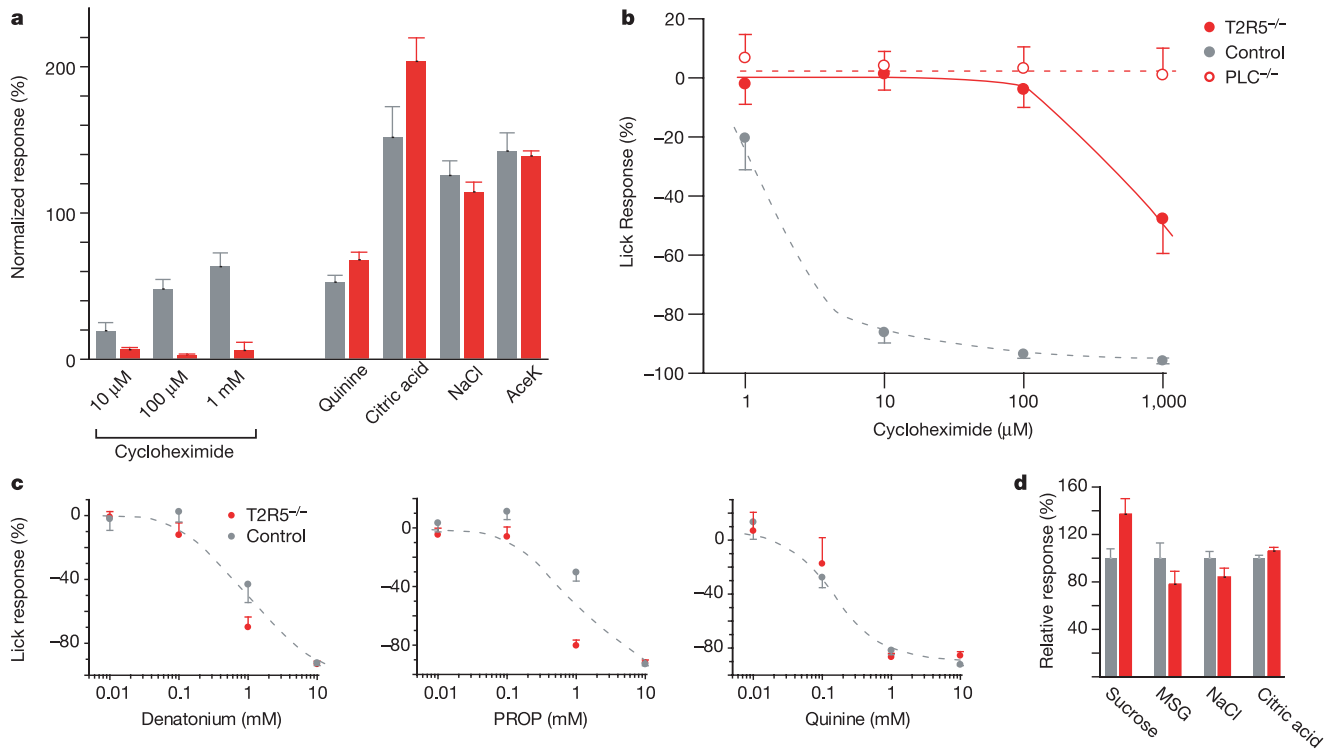 a
Normalized response (%)
200
100
0
10 μM
100 μM
1 mM
Cycloheximide
Quinine
Citric acid
NaCl
AceK
b
Lick Response (%)
20
0
−20
−40
−60
−80
−100
1
10
100
1,000
Cycloheximide (μM)
T2R5−/−
Control
PLC−/−
c
Lick response (%)
0
−40
−80
0.01
0.1
1
10
Denatonium (mM)
T2R5−/−
Control
0
−40
−80
0.01
0.1
1
10
PROP (mM)
0
−40
−80
0.01
0.1
1
10
Quinine (mM)
d
Relative response (%)
160
120
80
40
0
Sucrose
MSG
NaCl
Citric acid